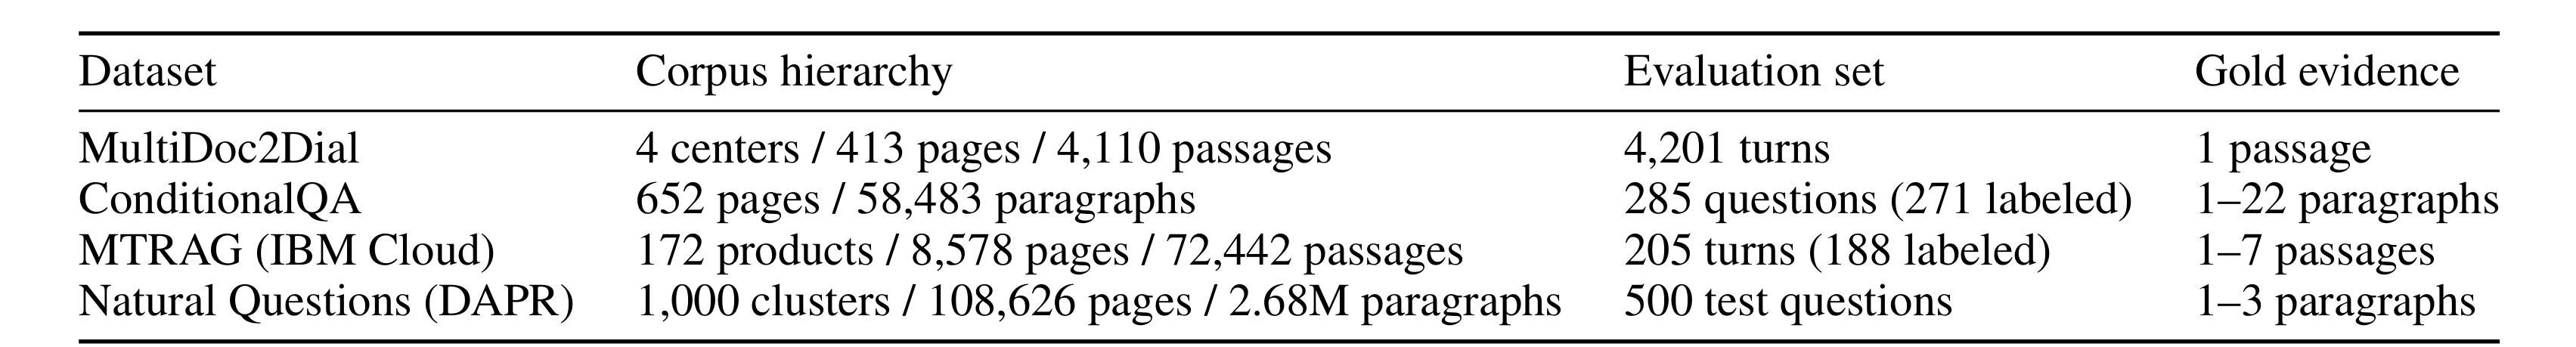 Dataset Corpus hierarchy Evaluation set Gold evidence
MultiDoc2Dial 4 centers / 413 pages / 4,110 passages 4,201 turns 1 passage
ConditionalQA 652 pages / 58,483 paragraphs 285 questions (271 labeled) 1–22 paragraphs
MTRAG (IBM Cloud) 172 products / 8,578 pages / 72,442 passages 205 turns (188 labeled) 1–7 passages
Natural Questions (DAPR) 1,000 clusters / 108,626 pages / 2.68M paragraphs 500 test questions 1–3 paragraphs